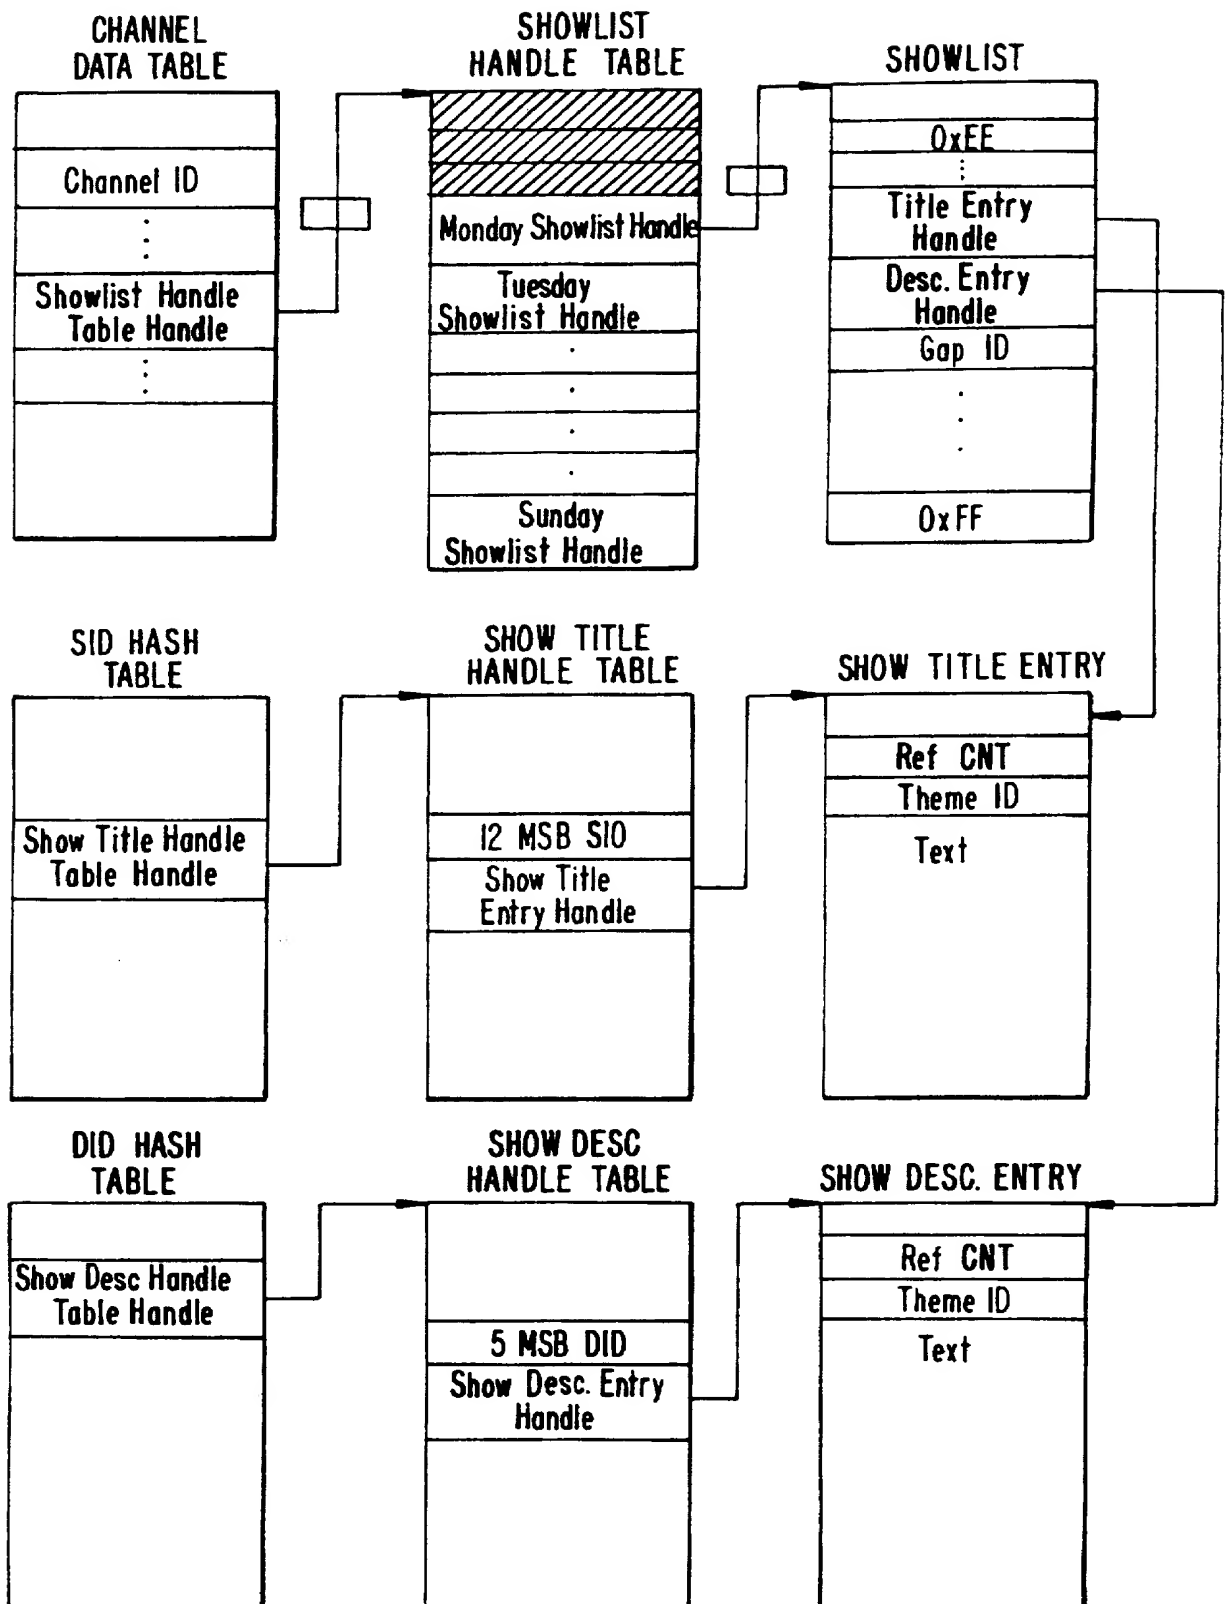 CHANNEL
DATA TABLE
Channel ID
Showlist Handle
Table Handle
SHOWLIST
HANDLE TABLE
Monday Showlist Handle
Tuesday
Showlist Handle
Sunday
Showlist Handle
SHOWLIST
0xEE
Title Entry
Handle
Desc. Entry
Handle
Gap ID
0xFF
SID HASH
TABLE
Show Title Handle
Table Handle
SHOW TITLE
HANDLE TABLE
12 MSB SIO
Show Title
Entry Handle
SHOW TITLE ENTRY
Ref CNT
Theme ID
Text
DID HASH
TABLE
Show Desc Handle
Table Handle
SHOW DESC
HANDLE TABLE
5 MSB DID
Show Desc. Entry
Handle
SHOW DESC. ENTRY
Ref CNT
Theme ID
Text